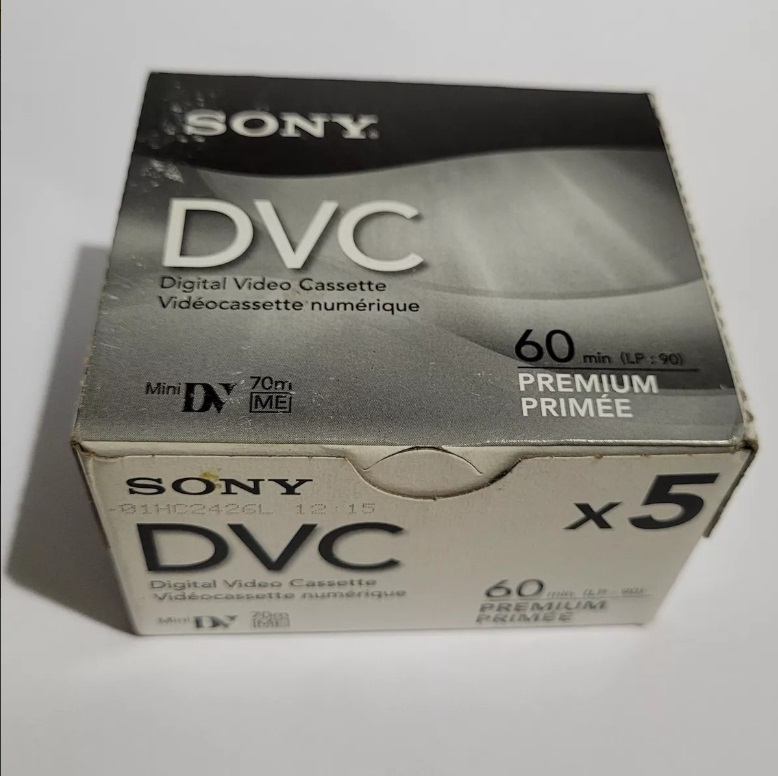 SONY
DVC
Digital Video Cassette
Vidéocassette numérique
60 min (LP : 90)
PREMIUM
PRIMÉE
Mini DV 70m
ME
SONY
x5
-01HC2426L 12:15
DVC
Digital Video Cassette
Vidéocassette numérique
60 min (LP : 90)
PREMIUM
PRIMÉE
Mini DV 70m
ME